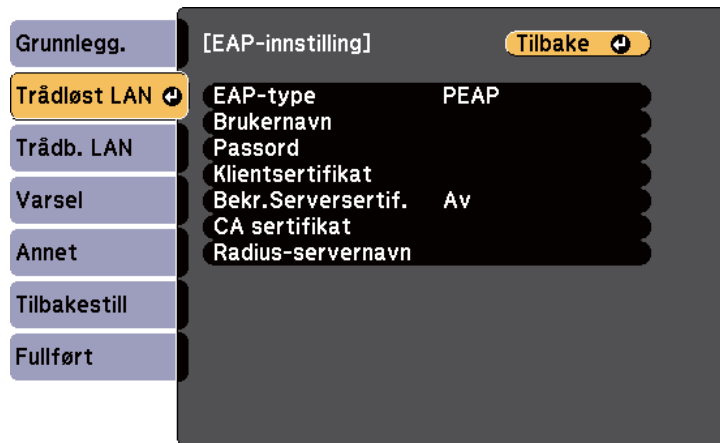 Grunnlegg.
Trådløst LAN
Trådb. LAN
Varsel
Annet
Tilbakestill
Fullført
[EAP-innstilling]
Tilbake
EAP-type PEAP
Brukernavn
Passord
Klientsertifikat
Bekr.Serversertif. Av
CA sertifikat
Radius-servernavn